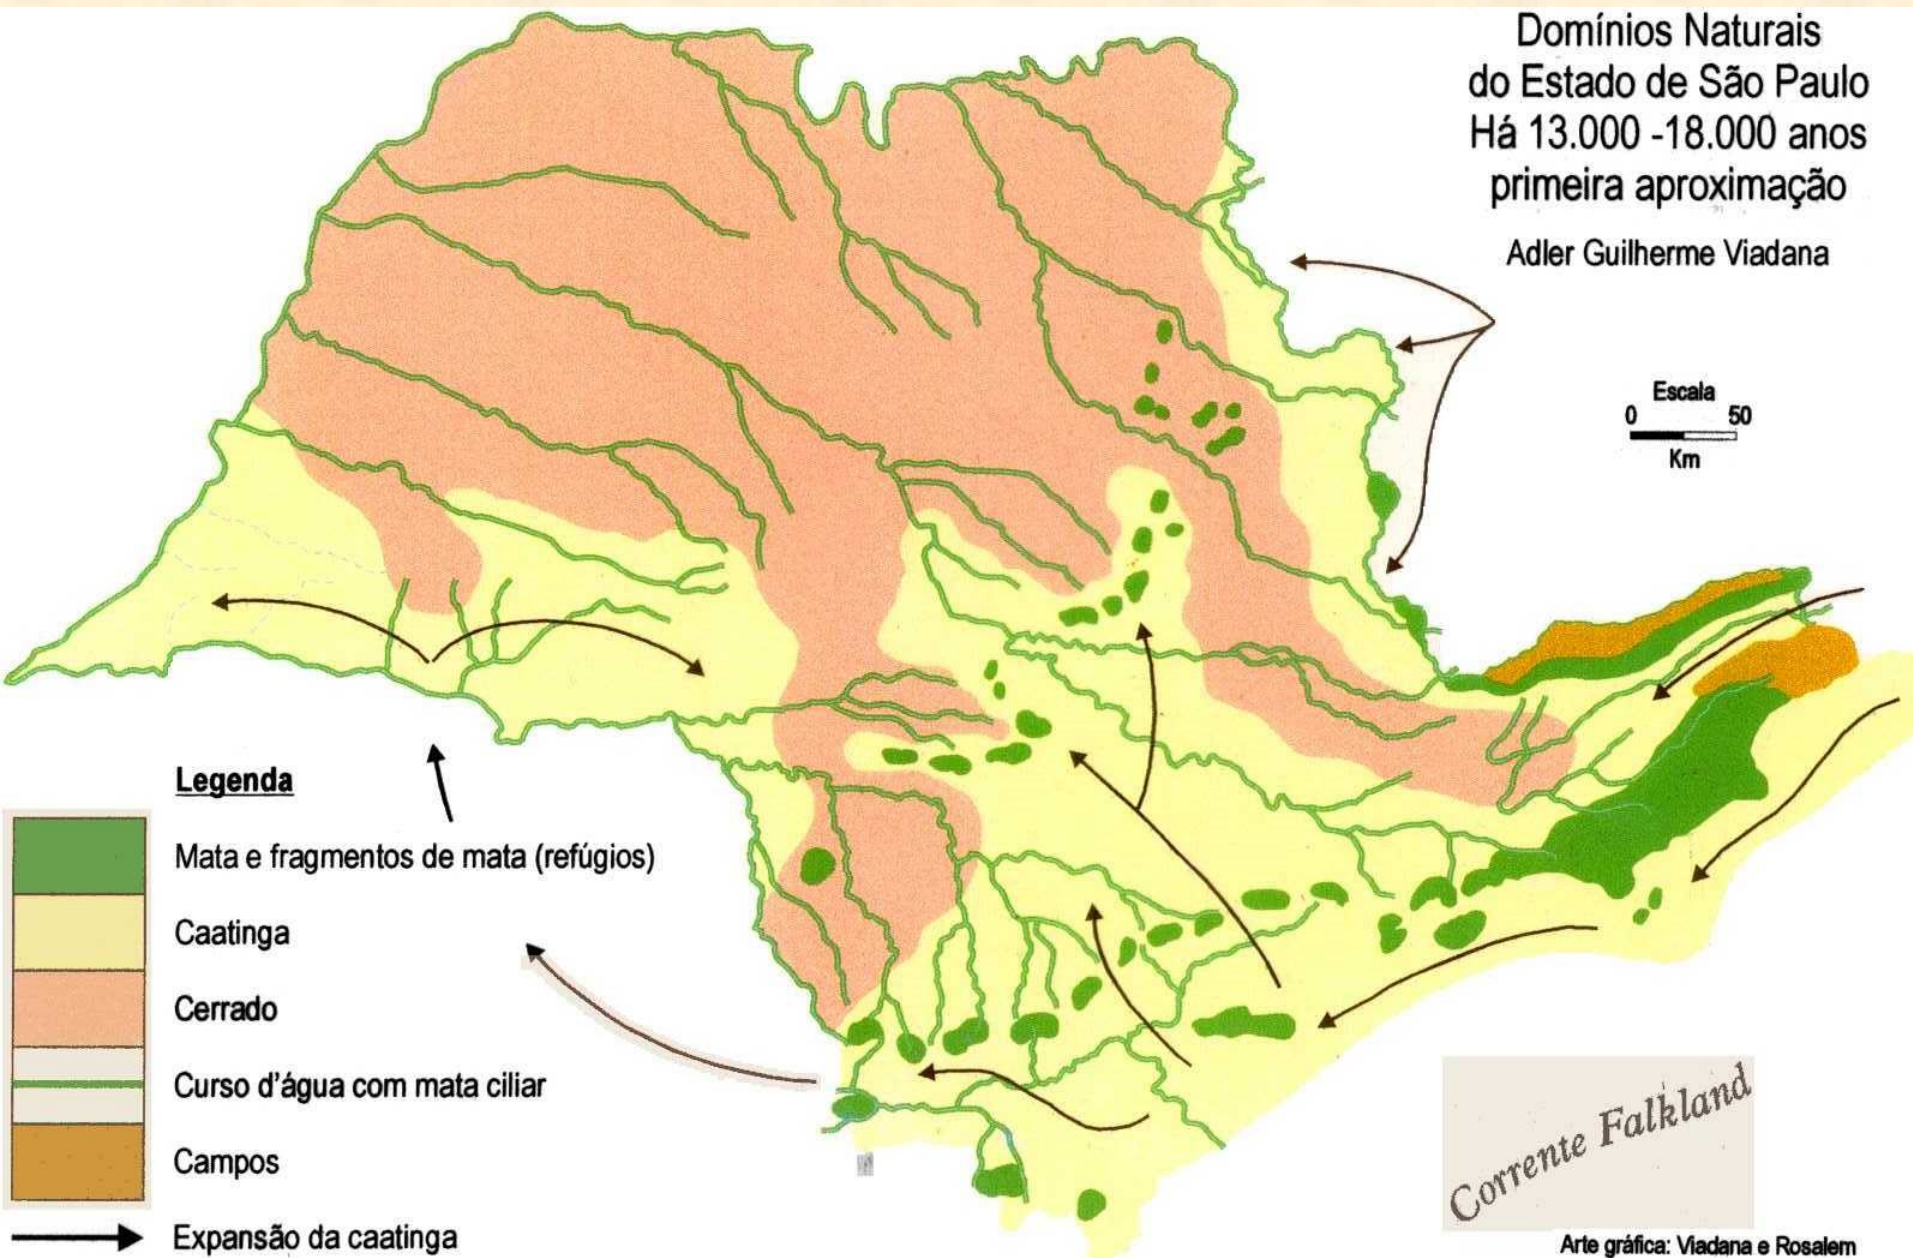 Domínios Naturais
do Estado de São Paulo
Há 13.000 -18.000 anos
primeira aproximação
Adler Guilherme Viadana
Escala
0 50
Km
Legenda
Mata e fragmentos de mata (refúgios)
Caatinga
Cerrado
Curso d'água com mata ciliar
Campos
Expansão da caatinga
Corrente Falkland
Arte gráfica: Viadana e Rosalem